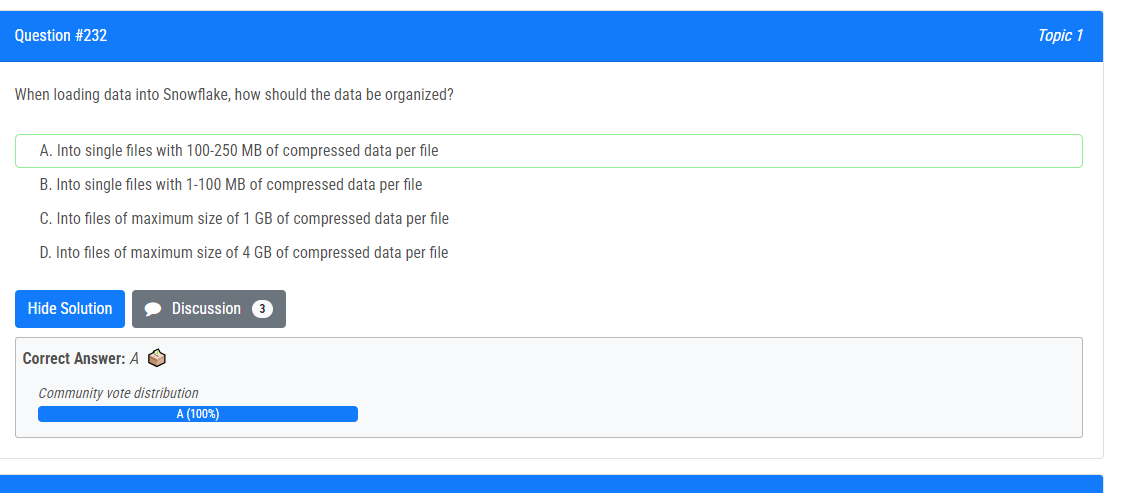 Question #232
Topic 1
When loading data into Snowflake, how should the data be organized?
A. Into single files with 100-250 MB of compressed data per file
B. Into single files with 1-100 MB of compressed data per file
C. Into files of maximum size of 1 GB of compressed data per file
D. Into files of maximum size of 4 GB of compressed data per file
Hide Solution
Discussion 3
Correct Answer: A
Community vote distribution
A (100%)